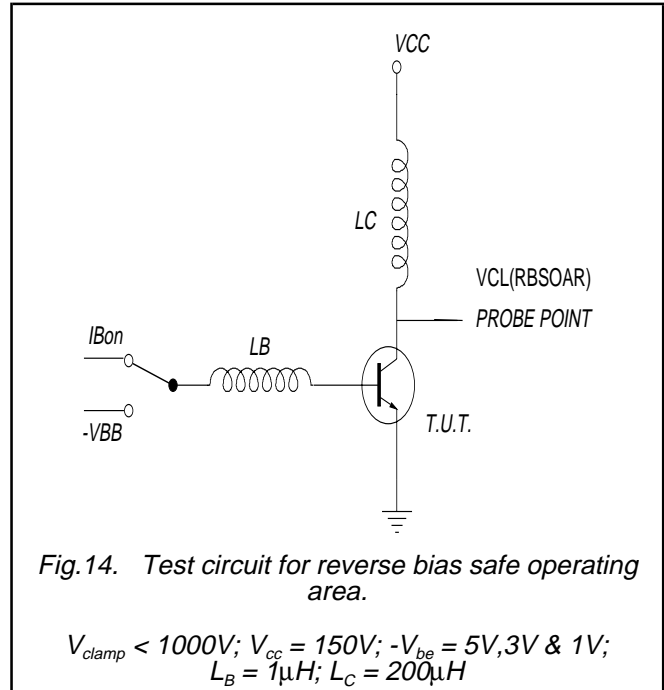 VCC
LC
VCL(RBSOAR)
PROBE POINT
IBon
LB
-VBB
T.U.T.
Fig.14. Test circuit for reverse bias safe operating
area.
Vclamp < 1000V; Vcc = 150V; -Vbe = 5V,3V & 1V;
LB = 1μH; LC = 200μH